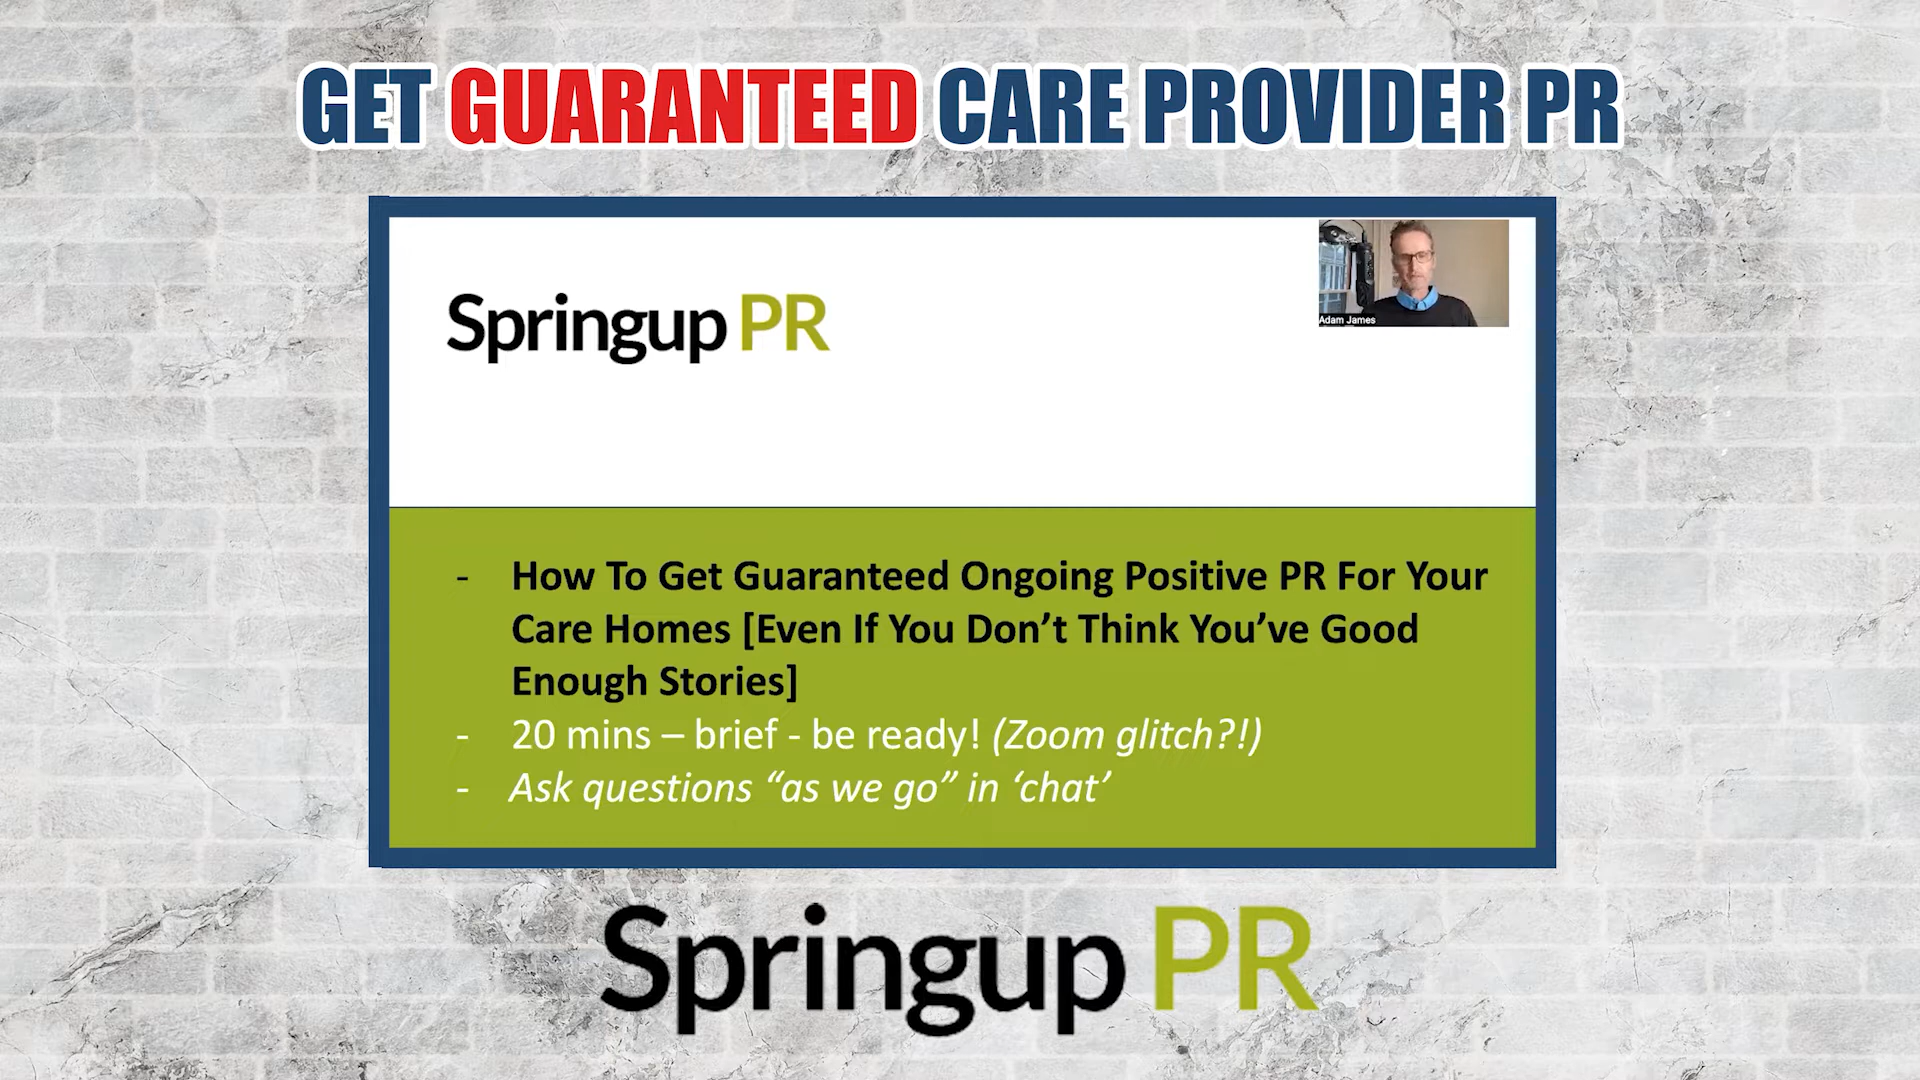 GET GUARANTEED CARE PROVIDER PR
Springup PR
Adam James
- How To Get Guaranteed Ongoing Positive PR For Your
Care Homes [Even If You Don’t Think You’ve Good
Enough Stories]
- 20 mins – brief - be ready! (Zoom glitch?!)
- Ask questions “as we go” in ‘chat’
Springup PR